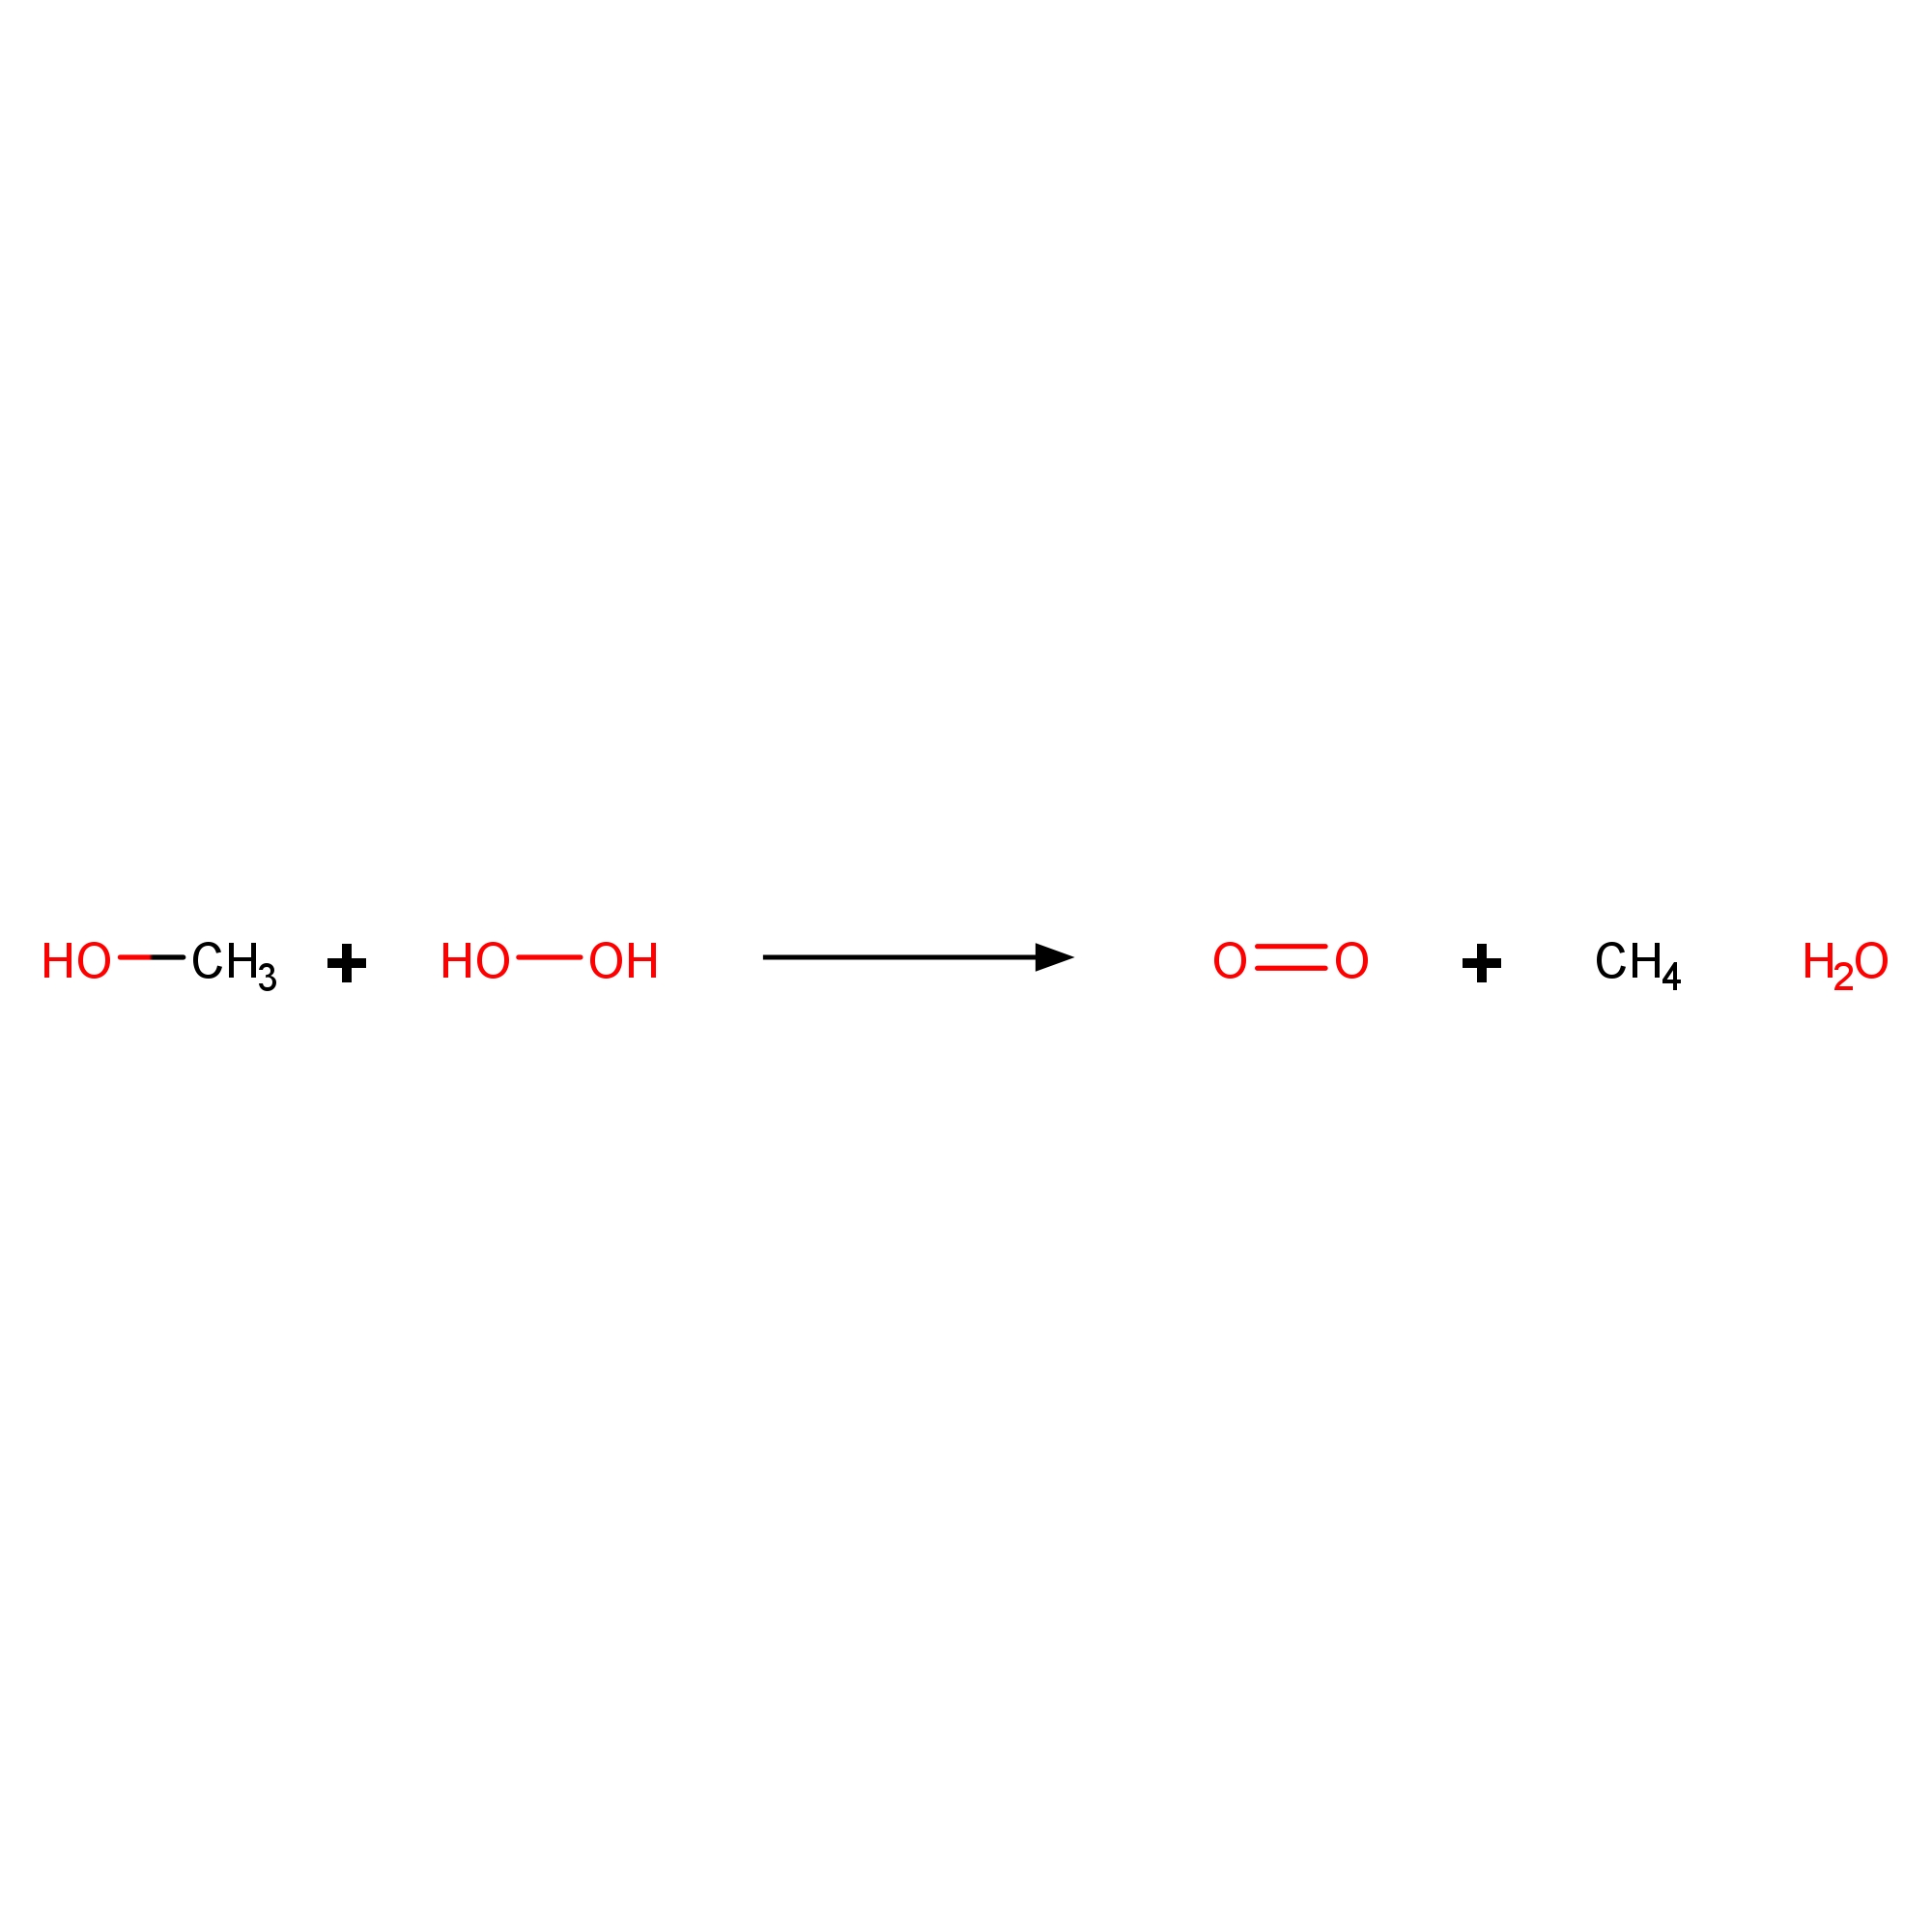 HO CH₃ + HO OH O O + CH₄ H₂O